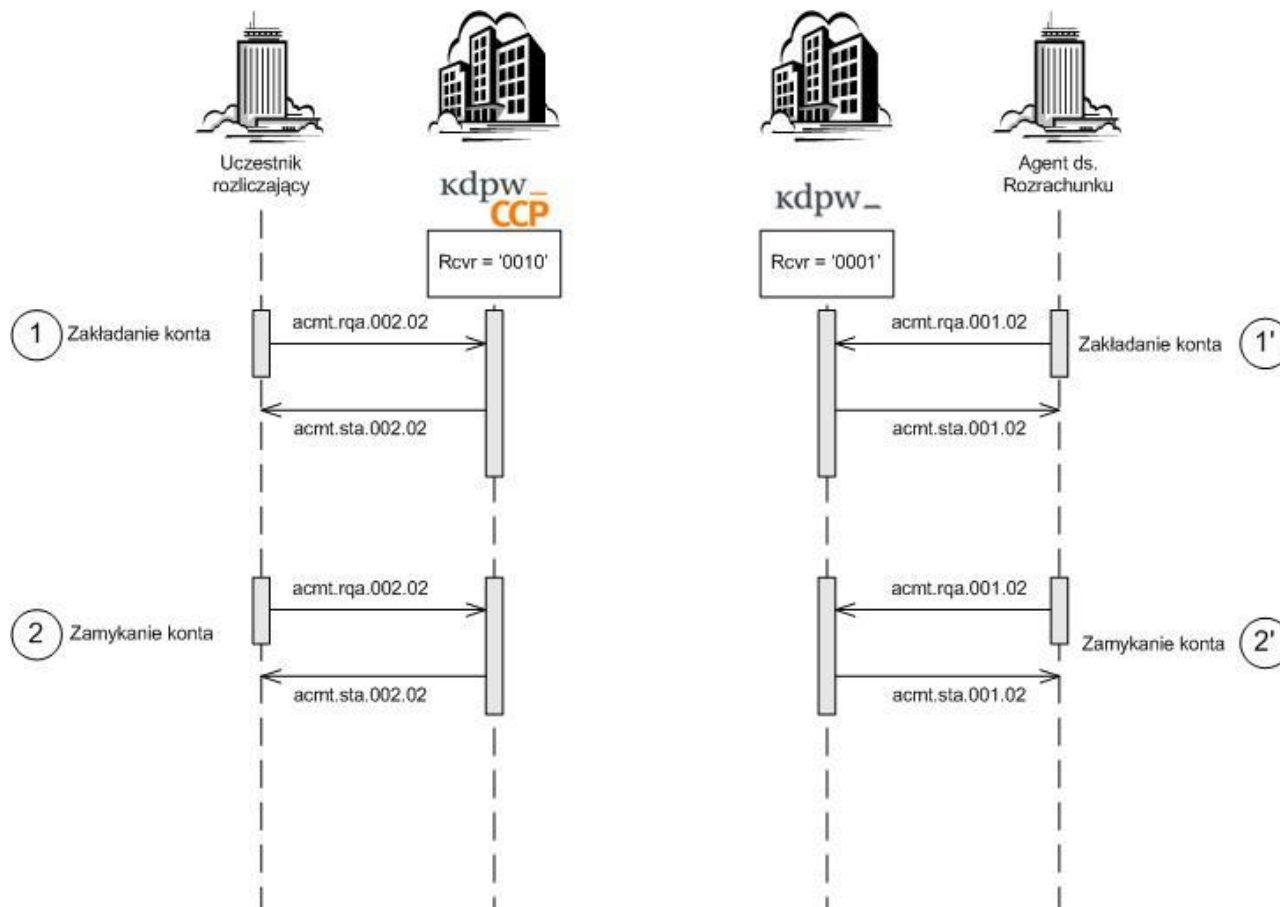 Uczestnik
rozliczający
kdpw_
CCP
kdpw_
Agent ds.
Rozrachunku
Rcvr = '0010'
Rcvr = '0001'
1
Zakładanie konta
acmt.rqa.002.02
acmt.sta.002.02
acmt.rqa.001.02
acmt.sta.001.02
Zakładanie konta
1'
2
Zamykanie konta
acmt.rqa.002.02
acmt.sta.002.02
acmt.rqa.001.02
acmt.sta.001.02
Zamykanie konta
2'